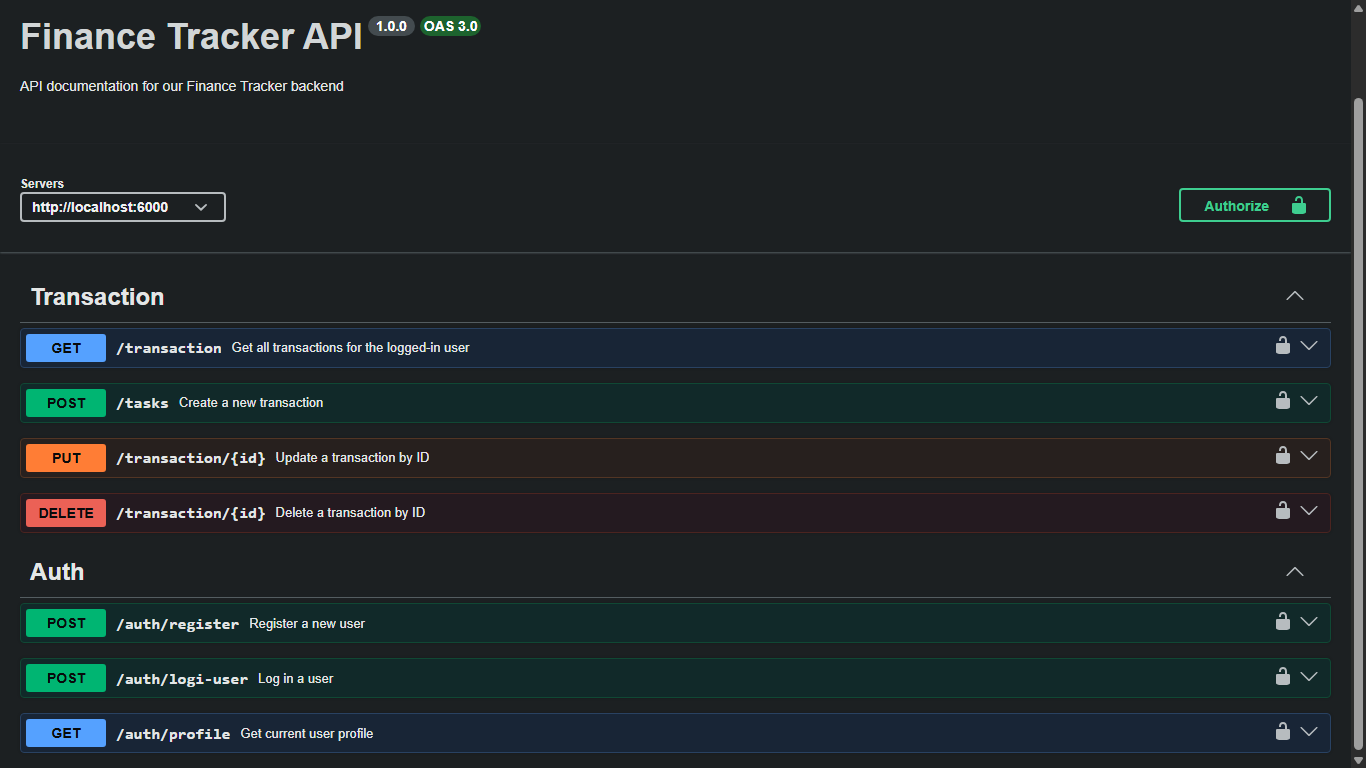 Finance Tracker API 1.0.0 OAS 3.0
API documentation for our Finance Tracker backend
Servers
http://localhost:6000
Authorize
Transaction
GET /transaction Get all transactions for the logged-in user
POST /tasks Create a new transaction
PUT /transaction/{id} Update a transaction by ID
DELETE /transaction/{id} Delete a transaction by ID
Auth
POST /auth/register Register a new user
POST /auth/logi-user Log in a user
GET /auth/profile Get current user profile